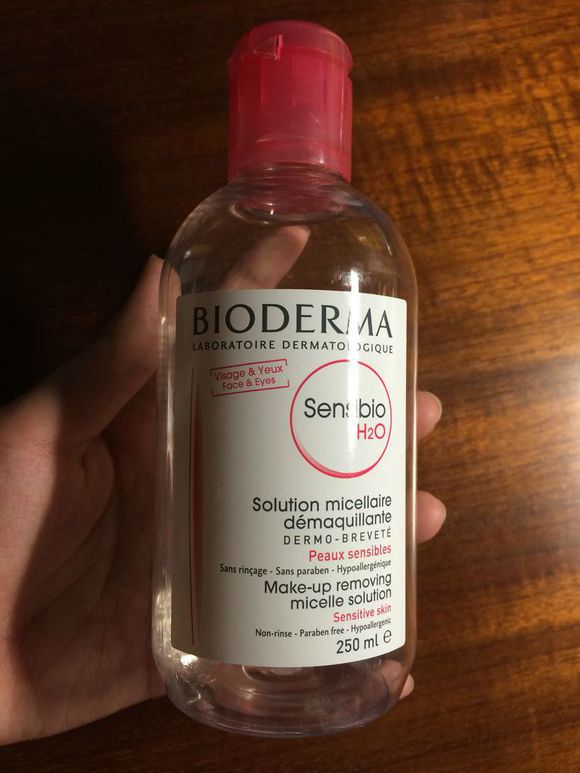 BIODERMA
LABORATOIRE DERMATOLOGIQUE
Visage & Yeux
Face & Eyes
Sensibio
H2O
Solution micellaire
démaquillante
DERMO-BREVETÉ
Peaux sensibles
Sans rinçage - Sans paraben - Hypoallergénique
Make-up removing
micelle solution
Sensitive skin
Non-rinse - Paraben free - Hypoallergenic
250 ml ℮